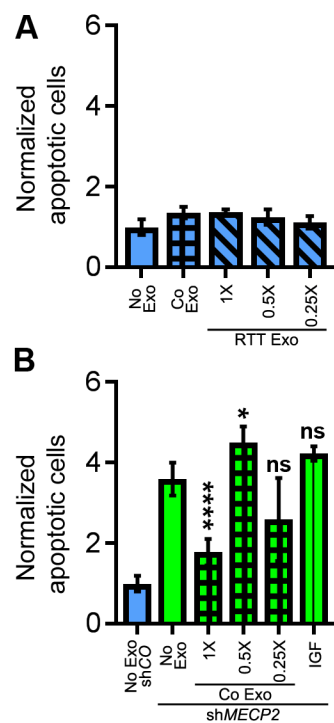 A
Normalized
apoptotic cells
6
4
2
0
No
Exo
Co
Exo
1X
0.5X
0.25X
RTT Exo
B
Normalized
apoptotic cells
6
4
2
0
****
*
ns
ns
No Exo
shCO
No
Exo
1X
0.5X
0.25X
IGF
Co Exo
shMECP2